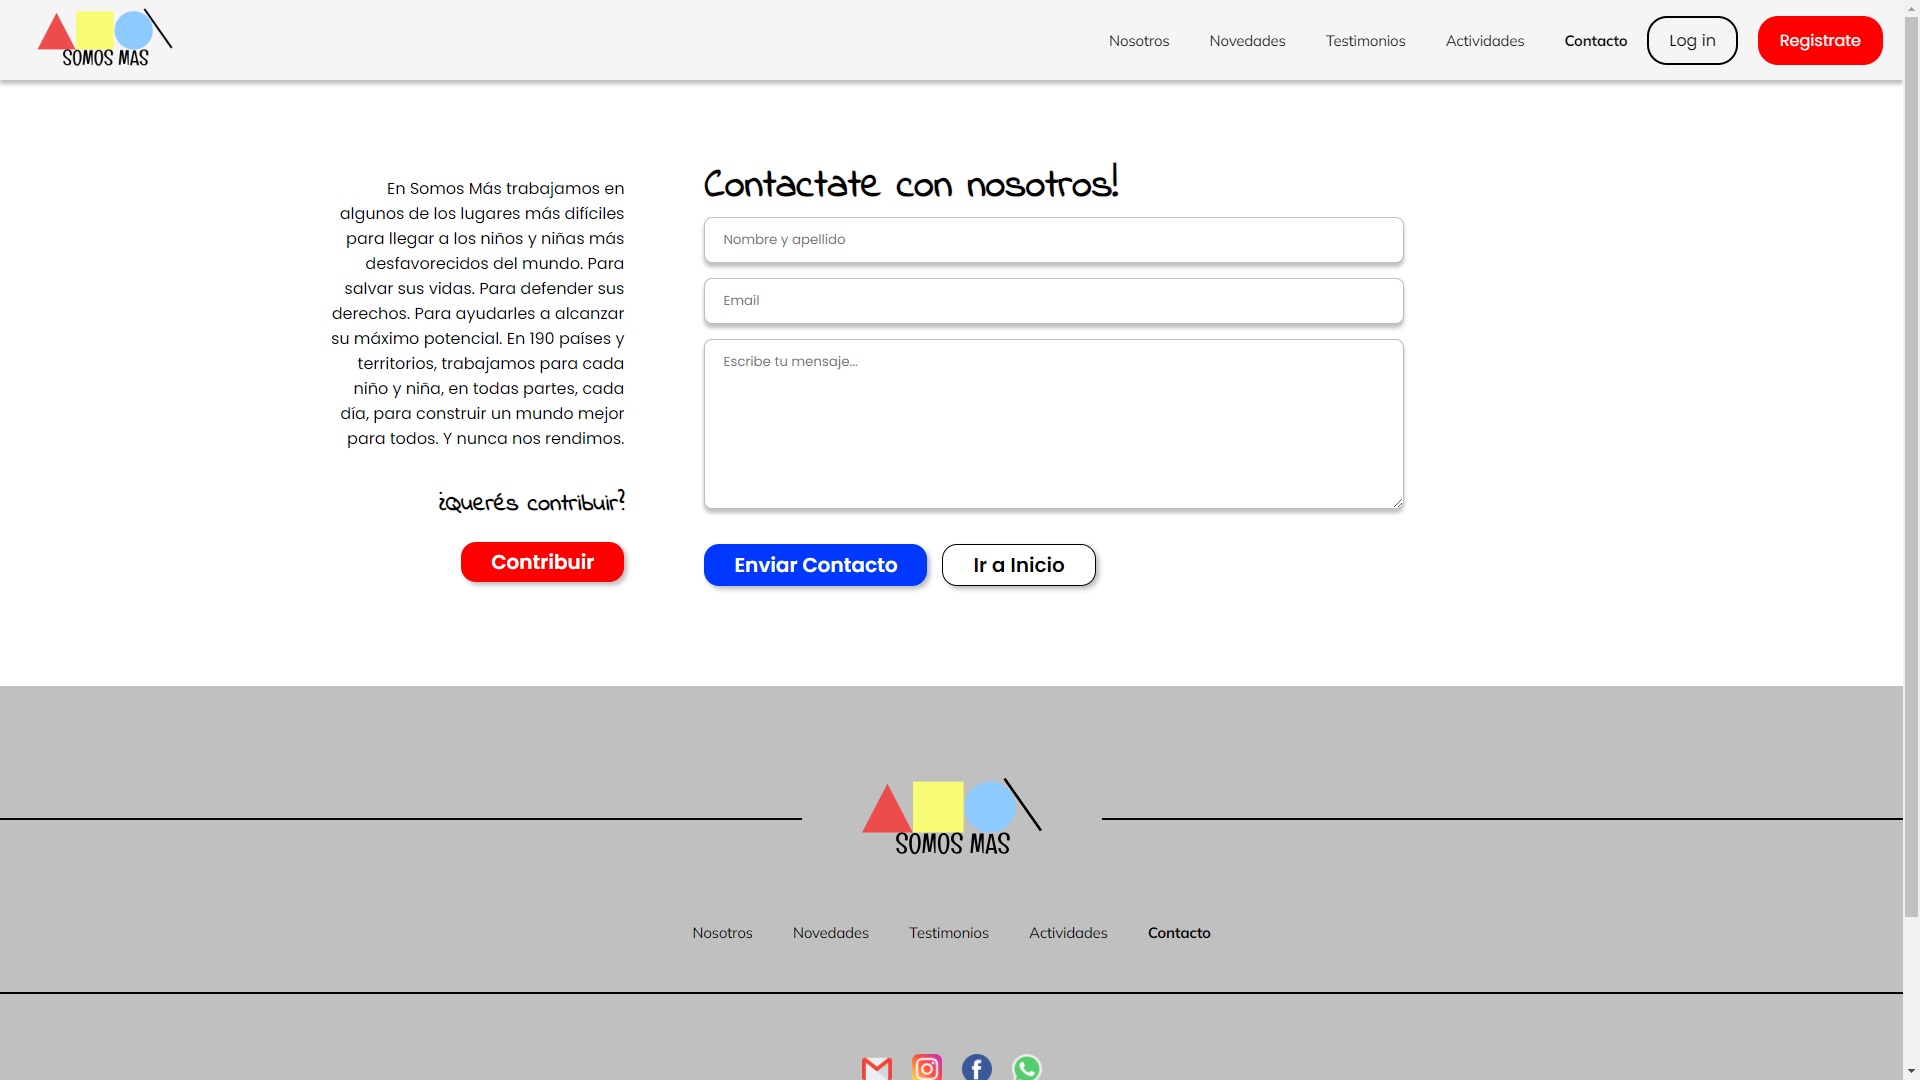 SOMOS MAS
Nosotros
Novedades
Testimonios
Actividades
Contacto
Log in
Registrate
En Somos Más trabajamos en
algunos de los lugares más difíciles
para llegar a los niños y niñas más
desfavorecidos del mundo. Para
salvar sus vidas. Para defender sus
derechos. Para ayudarles a alcanzar
su máximo potencial. En 190 países y
territorios, trabajamos para cada
niño y niña, en todas partes, cada
día, para construir un mundo mejor
para todos. Y nunca nos rendimos.
¿Querés contribuir?
Contribuir
Contactate con nosotros!
Nombre y apellido
Email
Escribe tu mensaje...
Enviar Contacto
Ir a Inicio
SOMOS MAS
Nosotros
Novedades
Testimonios
Actividades
Contacto